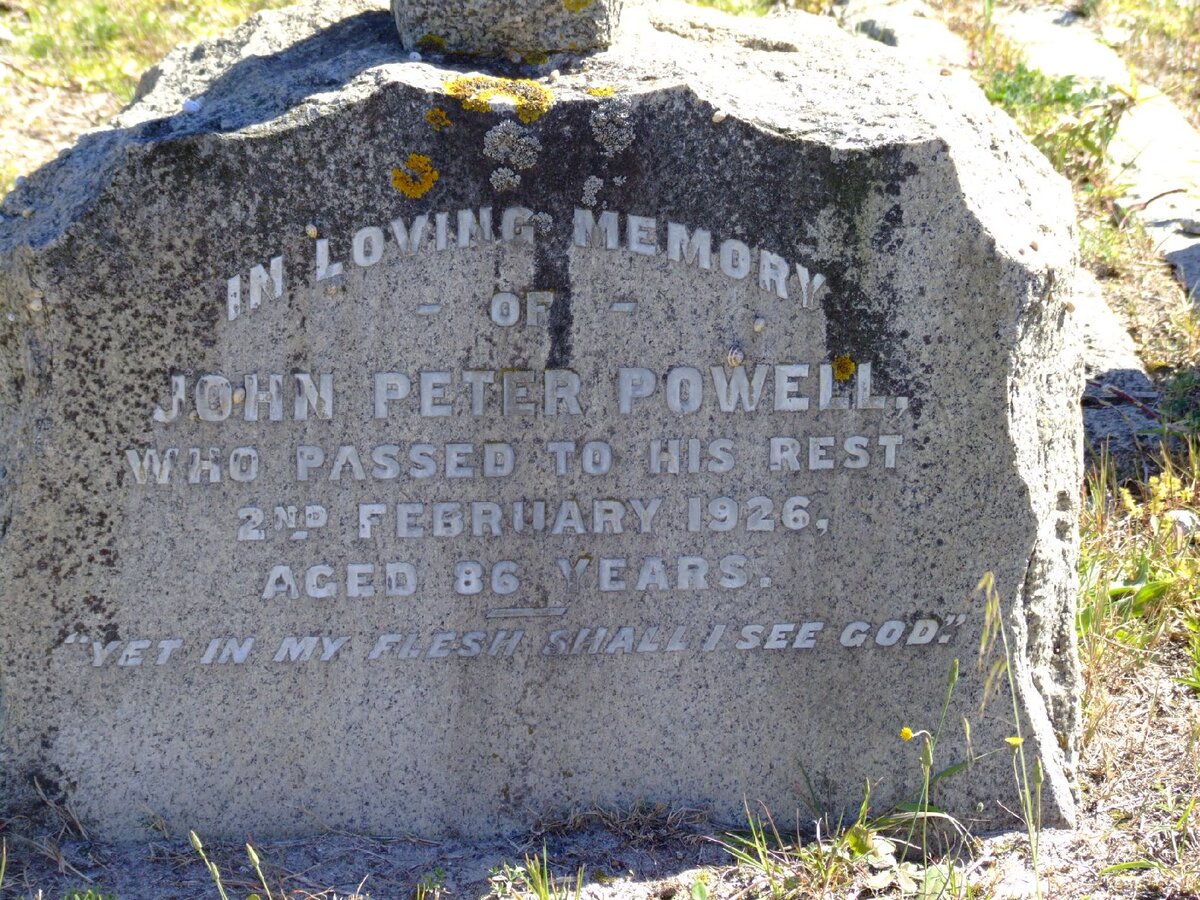 IN LOVING MEMORY
- OF -
JOHN PETER POWELL,
WHO PASSED TO HIS REST
2ND FEBRUARY 1926,
AGED 86 YEARS.
"YET IN MY FLESH SHALL I SEE GOD."